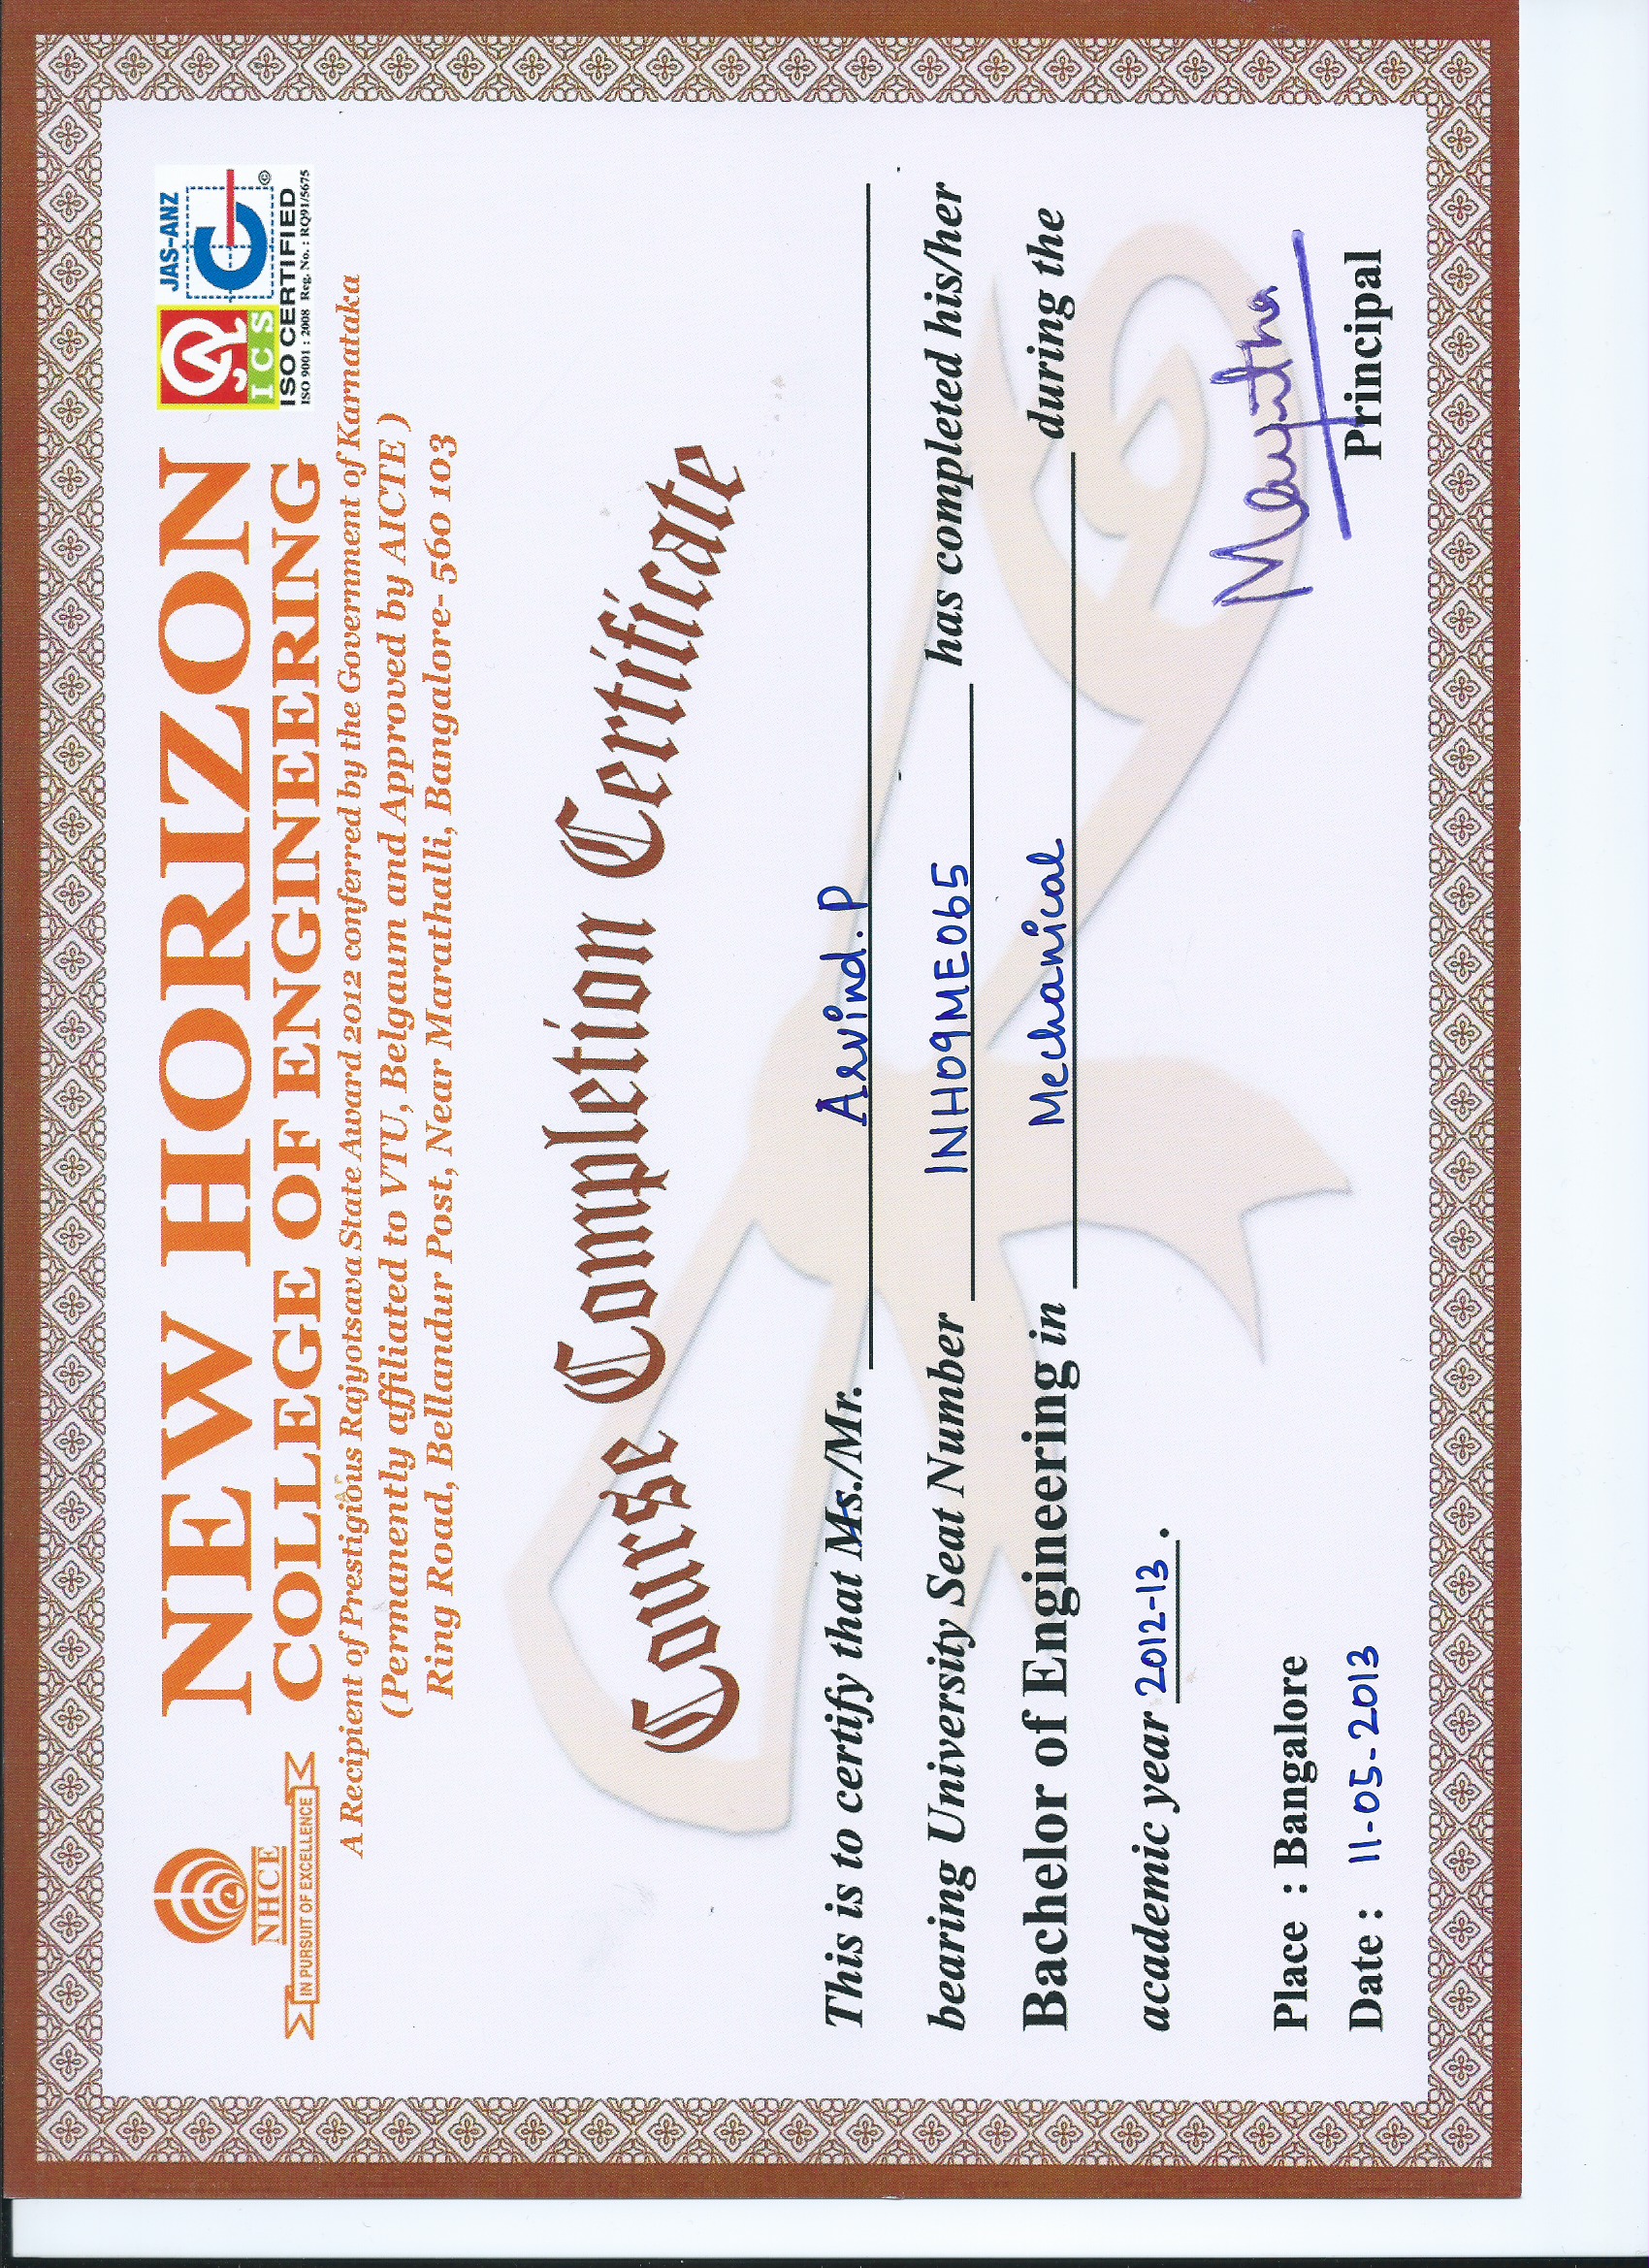 NHCE
IN PURSUIT OF EXCELLENCE
NEW HORIZON
COLLEGE OF ENGINEERING
ICS
JAS-ANZ
©
ISO CERTIFIED
ISO 9001 : 2008 Reg. No. : RQ91/5675
A Recipient of Prestigious Rajyotsava State Award 2012 conferred by the Government of Karnataka
(Permanently affiliated to VTU, Belgaum and Approved by AICTE )
Ring Road, Bellandur Post, Near Marathalli, Bangalore- 560 103
Course Completion Certificate
This is to certify that Ms./Mr. Arvind. P
bearing University Seat Number 1NH09ME065 has completed his/her
Bachelor of Engineering in Mechanical during the
academic year 2012-13 .
Place : Bangalore
Date : 11-05-2013
Principal